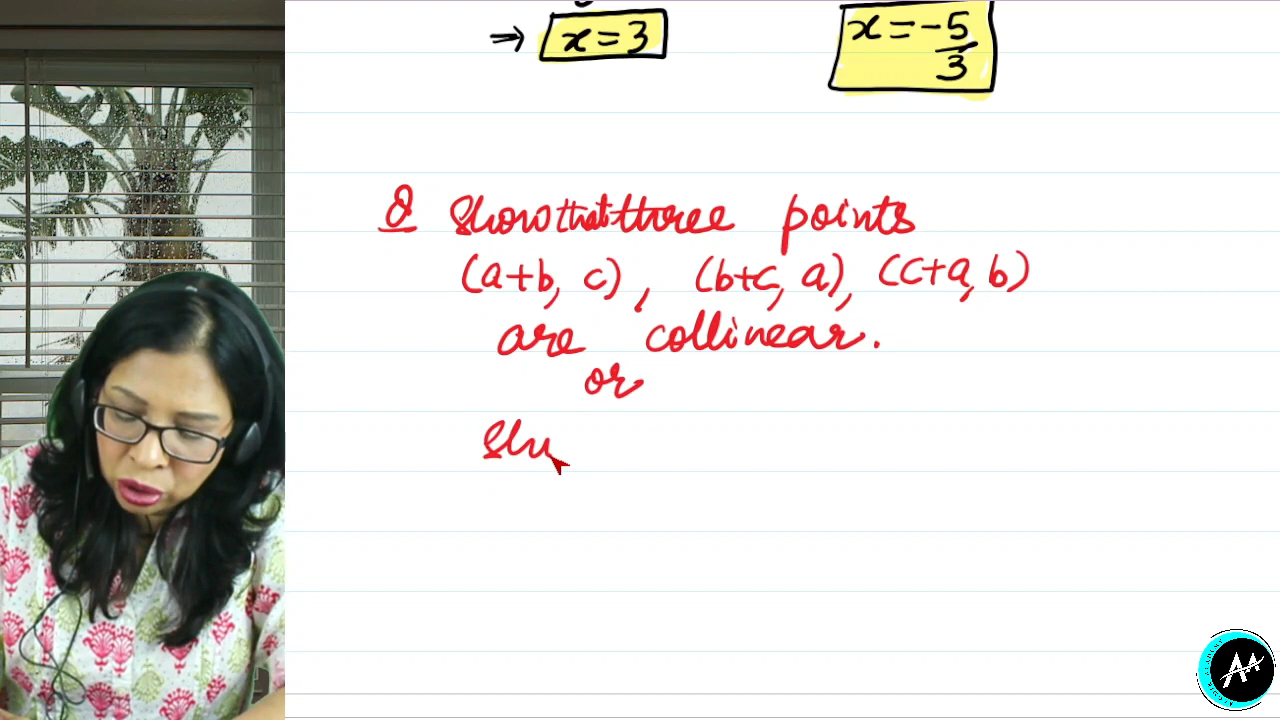 ⇒ x = 3
x = -5/3
Q Show that three points
(a+b, c), (b+c, a), (c+a, b)
are collinear.
or
A+